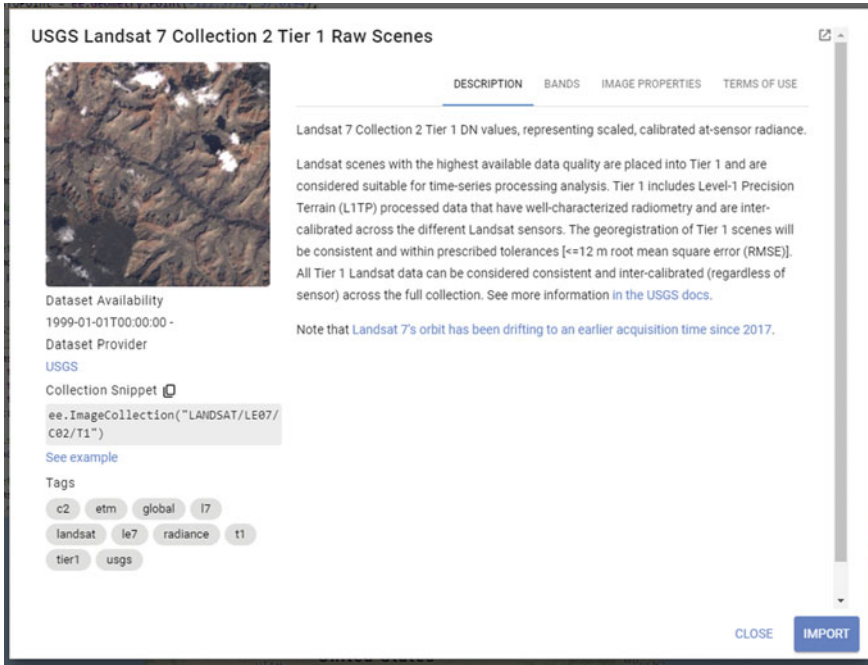 USGS Landsat 7 Collection 2 Tier 1 Raw Scenes
DESCRIPTION BANDS IMAGE PROPERTIES TERMS OF USE
Landsat 7 Collection 2 Tier 1 DN values, representing scaled, calibrated at-sensor radiance.
Landsat scenes with the highest available data quality are placed into Tier 1 and are
considered suitable for time-series processing analysis. Tier 1 includes Level-1 Precision
Terrain (L1TP) processed data that have well-characterized radiometry and are inter-
calibrated across the different Landsat sensors. The georegistration of Tier 1 scenes will
be consistent and within prescribed tolerances [<=12 m root mean square error (RMSE)].
All Tier 1 Landsat data can be considered consistent and inter-calibrated (regardless of
sensor) across the full collection. See more information in the USGS docs.
Note that Landsat 7's orbit has been drifting to an earlier acquisition time since 2017.
Dataset Availability
1999-01-01T00:00:00 -
Dataset Provider
USGS
Collection Snippet
ee.ImageCollection("LANDSAT/LE07/
C02/T1")
See example
Tags
c2 etm global l7
landsat le7 radiance t1
tier1 usgs
CLOSE IMPORT